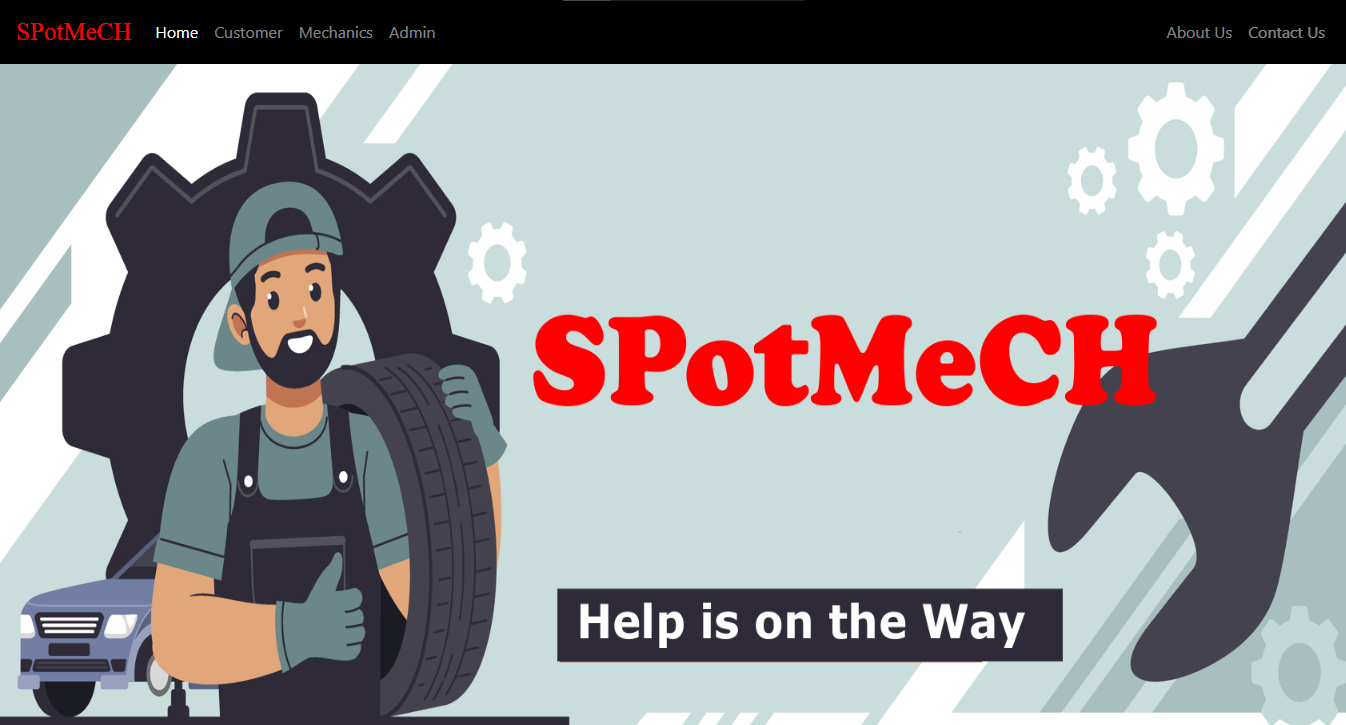 SPotMeCH Home Customer Mechanics Admin About Us Contact Us
SPotMeCH
Help is on the Way